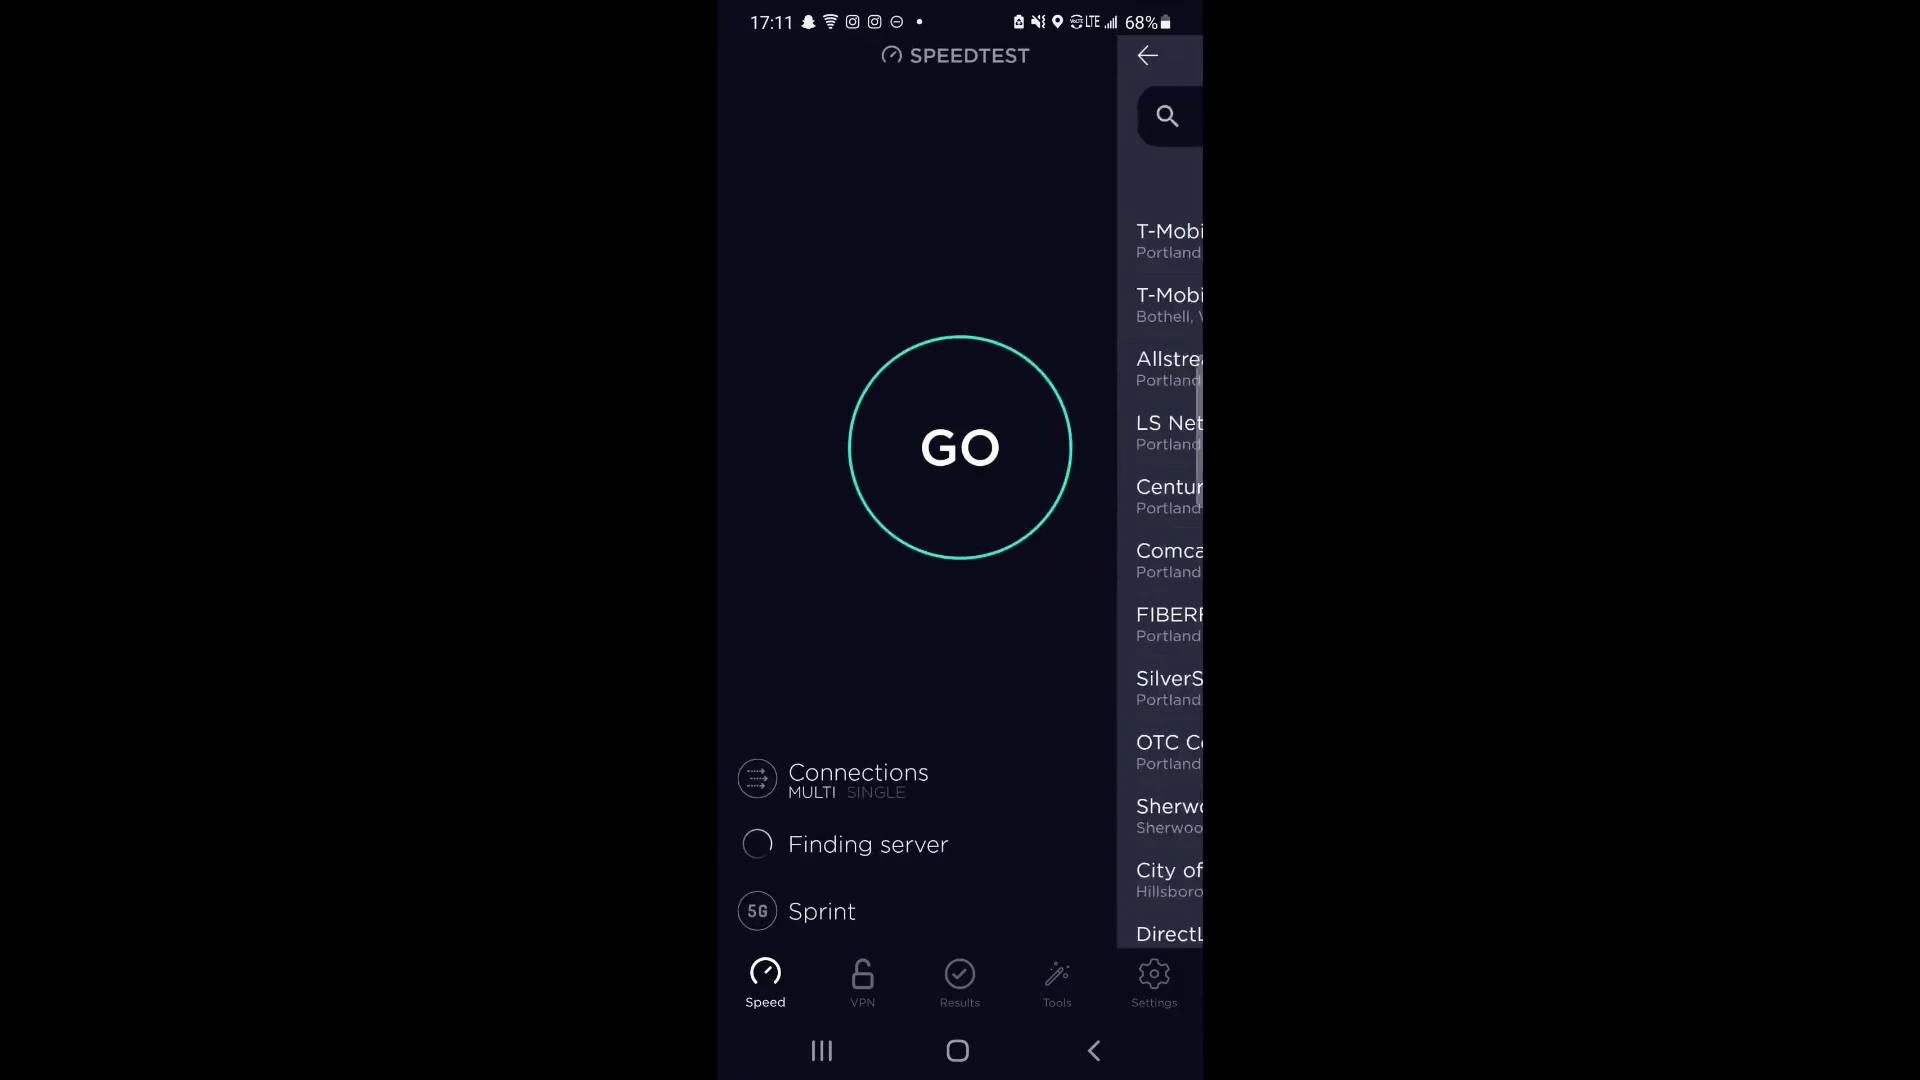 17:11 LTE 68%
SPEEDTEST
T-Mobi
Portland
T-Mobi
Bothell,
Allstre
Portland
LS Net
Portland
GO
Centur
Portland
Comca
Portland
FIBER
Portland
SilverS
Portland
OTC C
Portland
Connections
MULTI SINGLE
Sherwo
Sherwoo
Finding server
City of
Hillsboro
5G Sprint
DirectL
Speed VPN Results Tools Settings